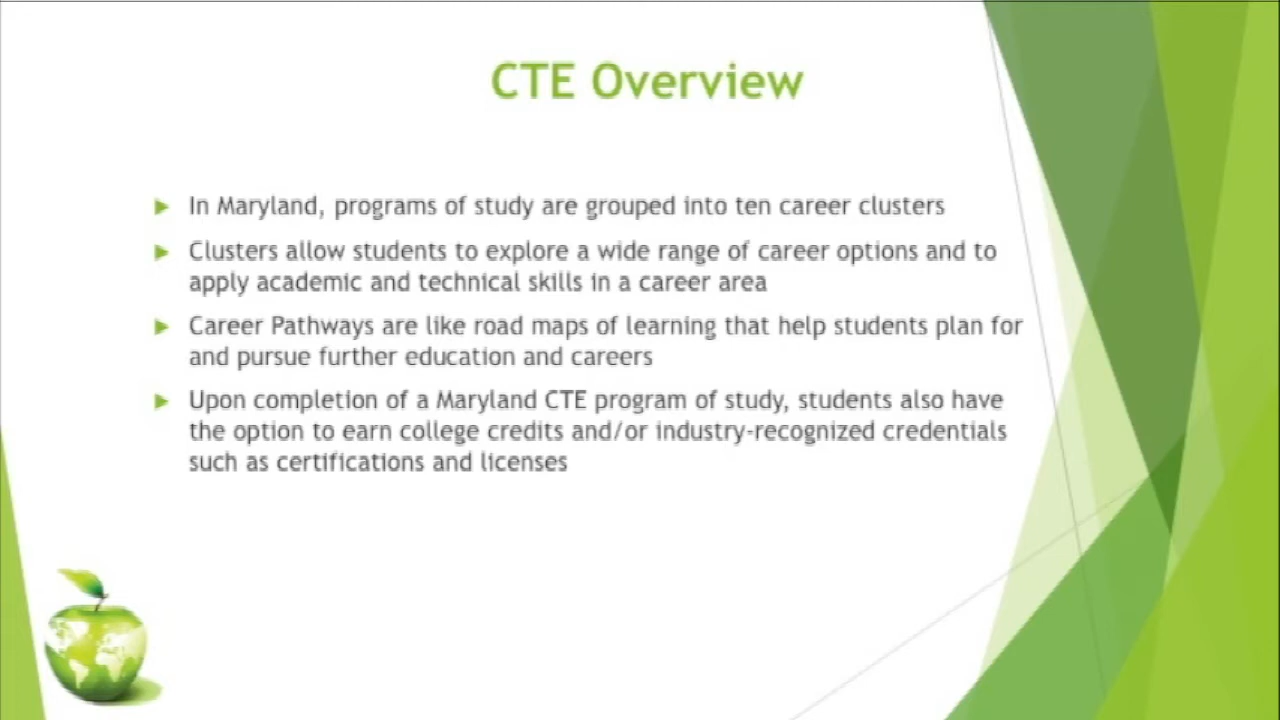 CTE Overview
In Maryland, programs of study are grouped into ten career clusters
Clusters allow students to explore a wide range of career options and to
apply academic and technical skills in a career area
Career Pathways are like road maps of learning that help students plan for
and pursue further education and careers
Upon completion of a Maryland CTE program of study, students also have
the option to earn college credits and/or industry-recognized credentials
such as certifications and licenses